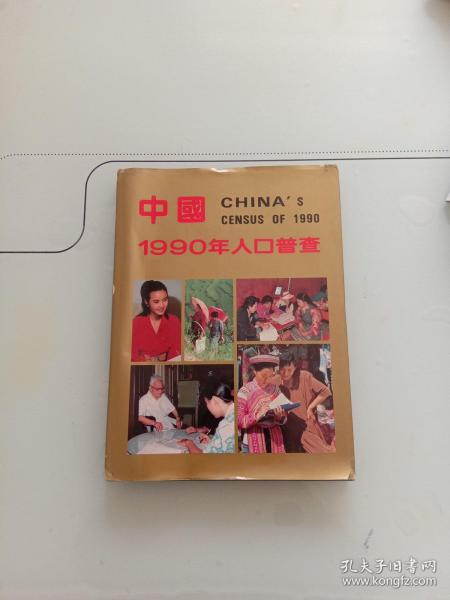 中國
CHINA's
CENSUS OF 1990
1990年人口普查
孔夫子旧书网
www.kongfz.com